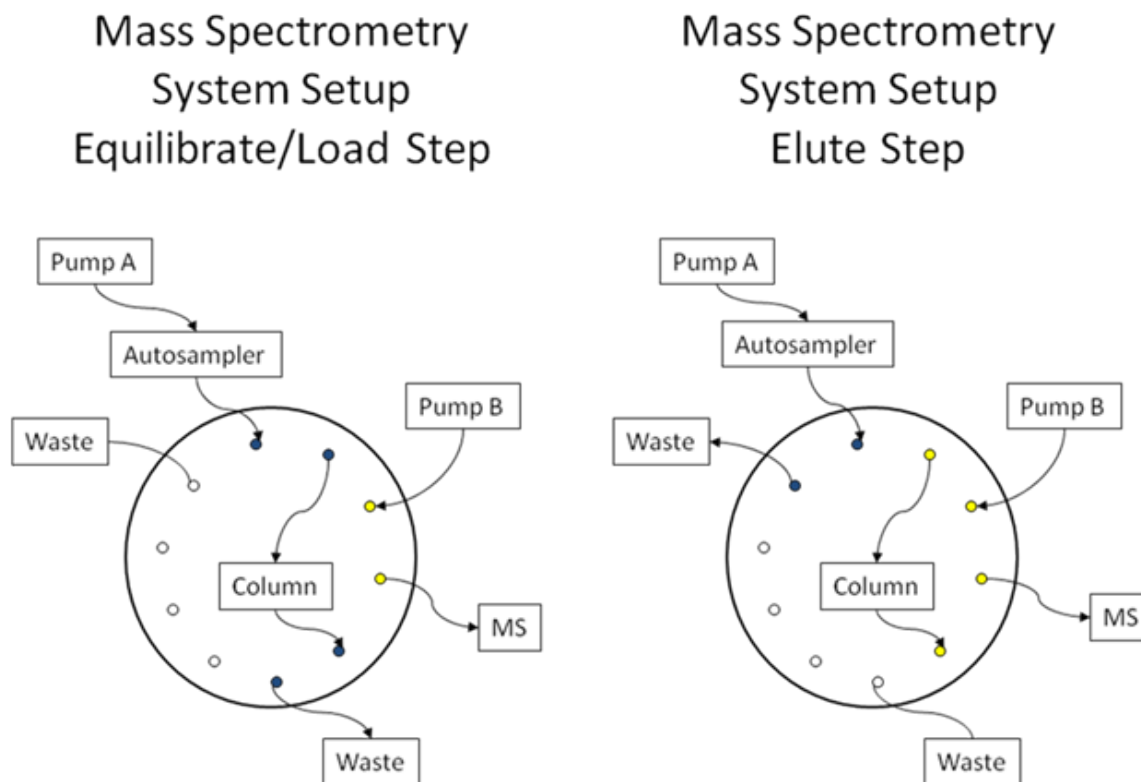 Mass Spectrometry
System Setup
Equilibrate/Load Step
Pump A
Autosampler
Pump B
Waste
Column
MS
Waste
Mass Spectrometry
System Setup
Elute Step
Pump A
Autosampler
Pump B
Waste
Column
MS
Waste